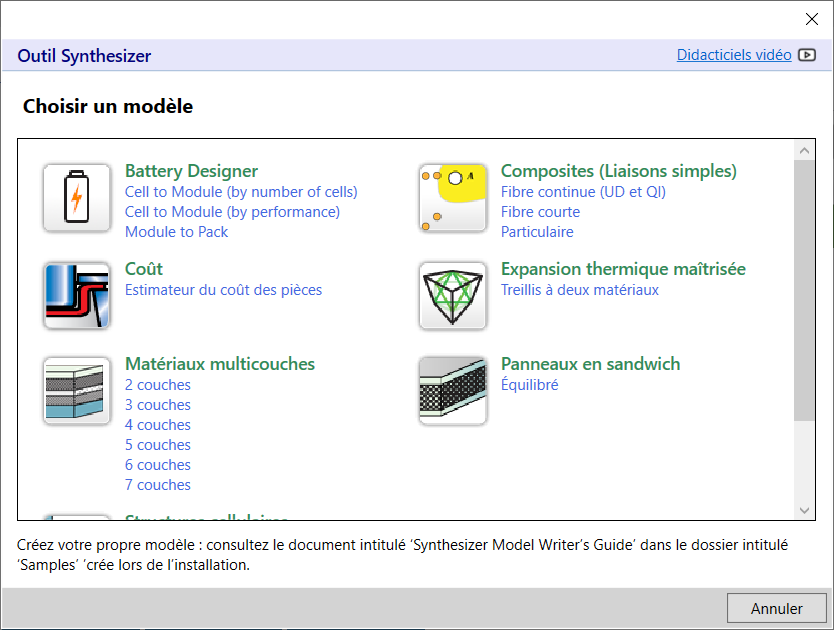 Outil Synthesizer
Didacticiels vidéo
Choisir un modèle
Battery Designer
Cell to Module (by number of cells)
Cell to Module (by performance)
Module to Pack
Composites (Liaisons simples)
Fibre continue (UD et QI)
Fibre courte
Particulaire
Coût
Estimateur du coût des pièces
Expansion thermique maîtrisée
Treillis à deux matériaux
Matériaux multicouches
2 couches
3 couches
4 couches
5 couches
6 couches
7 couches
Panneaux en sandwich
Équilibré
Structures cellulaires
Créez votre propre modèle : consultez le document intitulé ‘Synthesizer Model Writer’s Guide’ dans le dossier intitulé
‘Samples’ ‘crée lors de l’installation.
Annuler